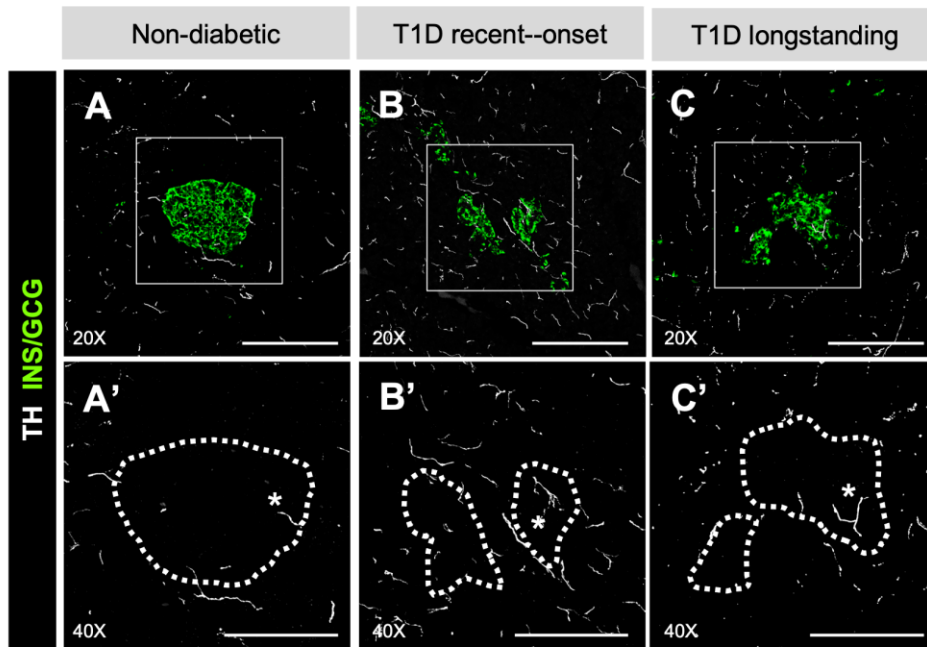 Non-diabetic
T1D recent--onset
T1D longstanding
TH INS/GCG
A
20X
B
20X
C
20X
A’
*
40X
B’
*
40X
C’
*
40X